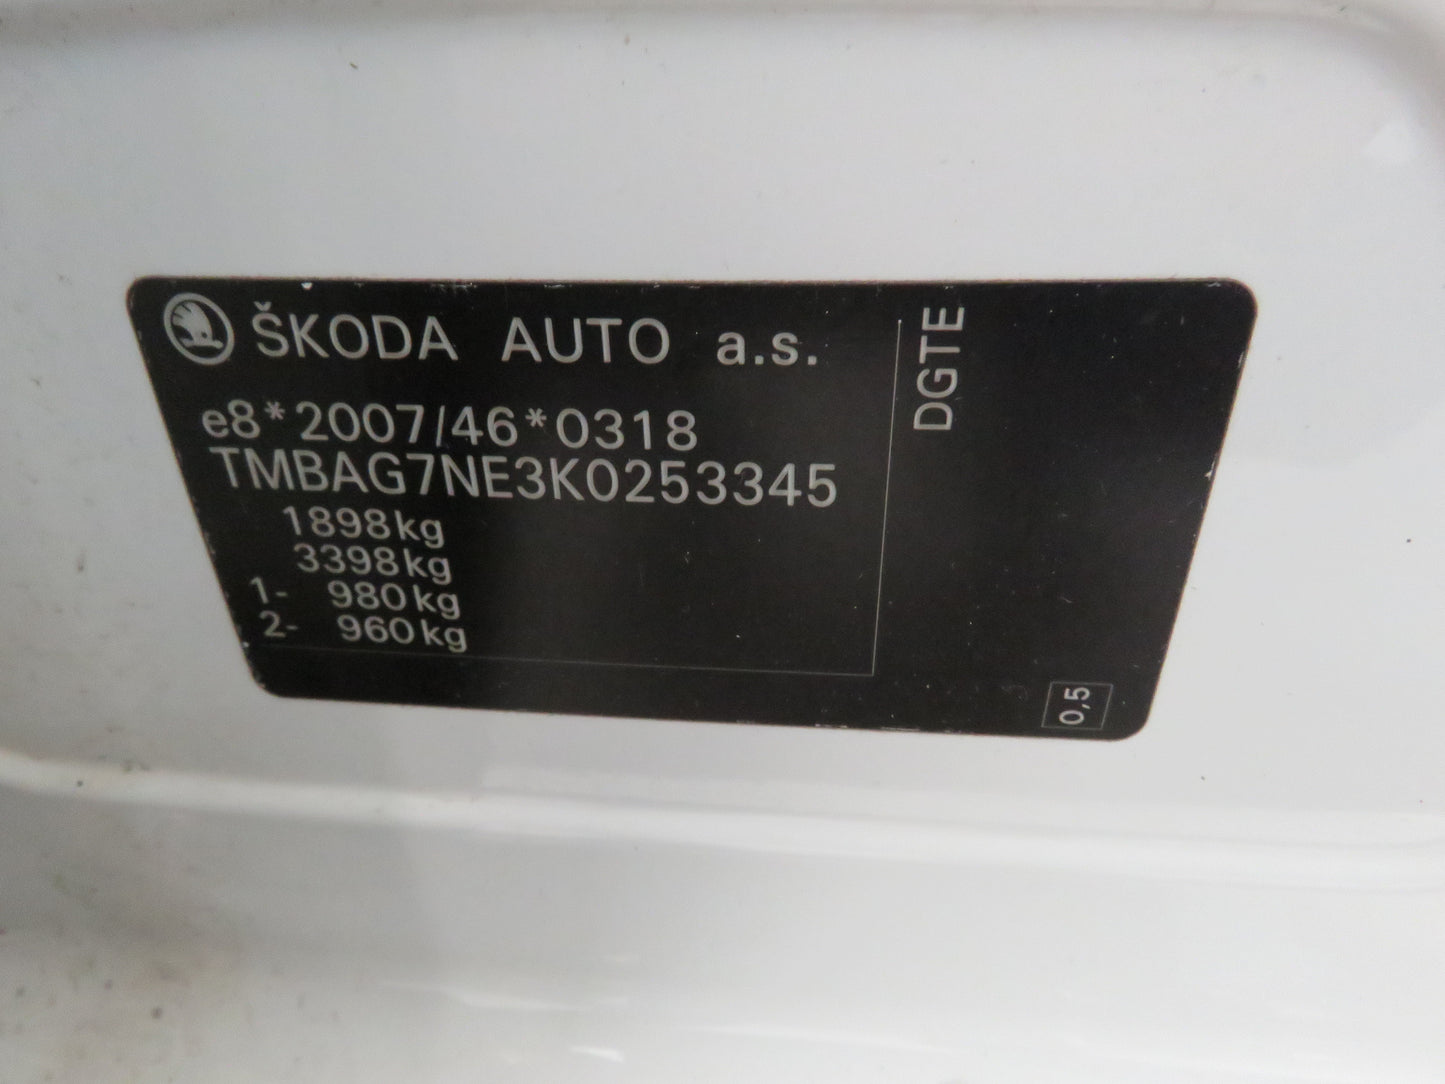 ŠKODA AUTO a.s.
e8*2007/46*0318
TMBAG7NE3K0253345
1898kg
3398kg
1- 980kg
2- 960kg
DGTE
0,5